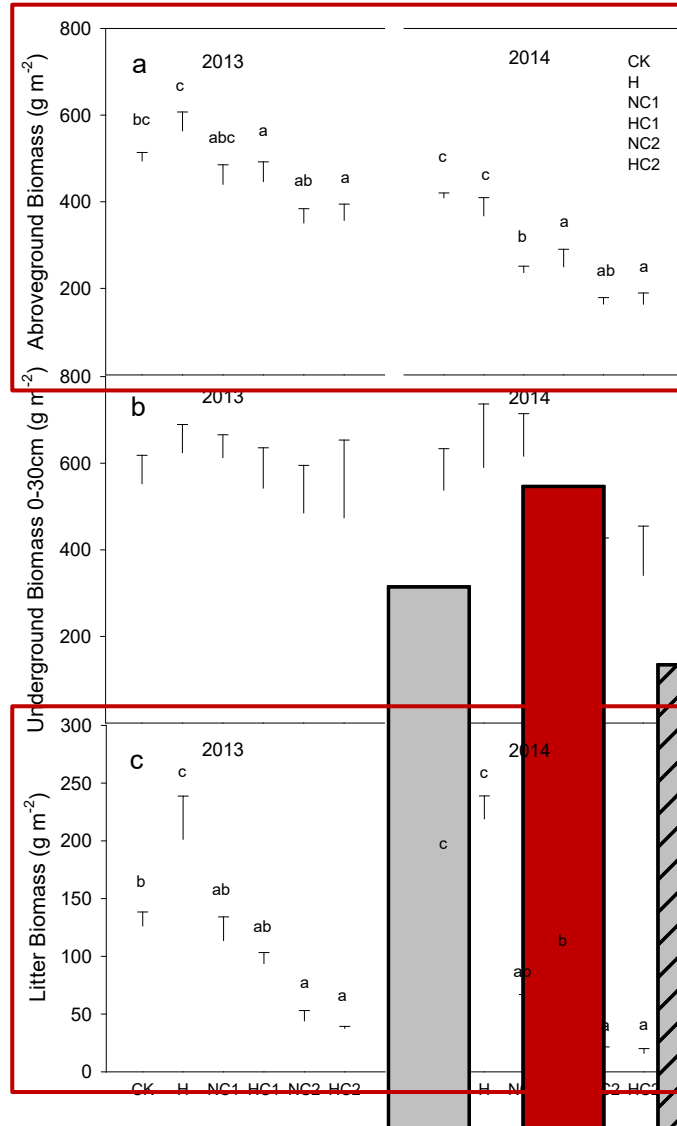 800
a
2013
2014
CK
H
NC1
HC1
NC2
HC2
c
bc
abc
a
ab
a
600
400
200
Abroveground Biomass (g m-2)
c
c
b
a
ab
a
800
b
2013
2014
600
400
200
Underground Biomass 0-30cm (g m-2)
300
c
2013
2014
250
200
150
100
50
0
Litter Biomass (g m-2)
b
c
ab
ab
a
a
c
c
ab
b
a
a
CK H NC1 HC1 NC2 HC2
H HC2